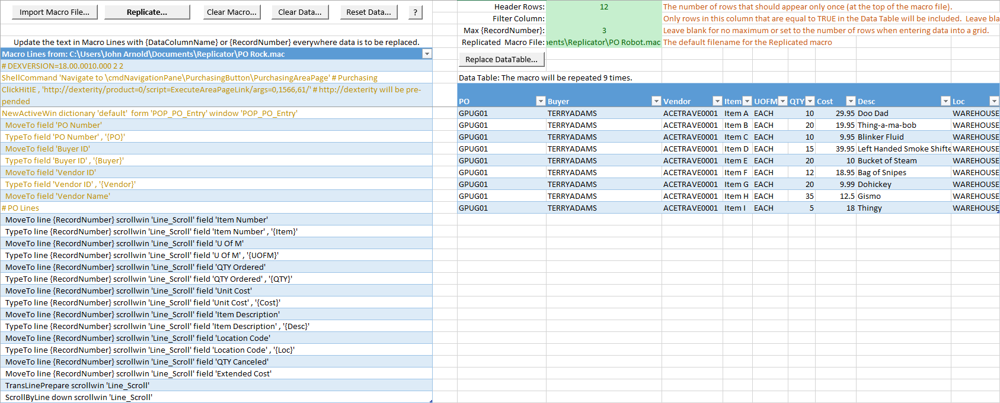 Import Macro File... Replicate... Clear Macro... Clear Data... Reset Data... ?
Update the text in Macro Lines with {DataColumnName} or {RecordNumber} everywhere data is to be replaced.
Macro Lines from: C:\Users\John Arnold\Documents\Replicator\PO Rock.mac
# DEXVERSION=18.00.0010.000 2 2
ShellCommand 'Navigate to \cmdNavigationPane\PurchasingButton\PurchasingAreaPage' # Purchasing
ClickHitIE , 'http://dexterity/product=0/script=ExecuteAreaPageLink/args=0,1566,61/' # http://dexterity will be pre-
pended
NewActiveWin dictionary 'default'  form 'POP_PO_Entry' window 'POP_PO_Entry'
MoveTo field 'PO Number'
TypeTo field 'PO Number' , '{PO}'
MoveTo field 'Buyer ID'
TypeTo field 'Buyer ID' , '{Buyer}'
MoveTo field 'Vendor ID'
TypeTo field 'Vendor ID' , '{Vendor}'
MoveTo field 'Vendor Name'
# PO Lines
MoveTo line {RecordNumber} scrollwin 'Line_Scroll' field 'Item Number'
TypeTo line {RecordNumber} scrollwin 'Line_Scroll' field 'Item Number' , '{Item}'
MoveTo line {RecordNumber} scrollwin 'Line_Scroll' field 'U Of M'
TypeTo line {RecordNumber} scrollwin 'Line_Scroll' field 'U Of M' , '{UOFM}'
MoveTo line {RecordNumber} scrollwin 'Line_Scroll' field 'QTY Ordered'
TypeTo line {RecordNumber} scrollwin 'Line_Scroll' field 'QTY Ordered' , '{QTY}'
MoveTo line {RecordNumber} scrollwin 'Line_Scroll' field 'Unit Cost'
TypeTo line {RecordNumber} scrollwin 'Line_Scroll' field 'Unit Cost' , '{Cost}'
MoveTo line {RecordNumber} scrollwin 'Line_Scroll' field 'Item Description'
TypeTo line {RecordNumber} scrollwin 'Line_Scroll' field 'Item Description' , '{Desc}'
MoveTo line {RecordNumber} scrollwin 'Line_Scroll' field 'Location Code'
TypeTo line {RecordNumber} scrollwin 'Line_Scroll' field 'Location Code' , '{Loc}'
MoveTo line {RecordNumber} scrollwin 'Line_Scroll' field 'QTY Canceled'
MoveTo line {RecordNumber} scrollwin 'Line_Scroll' field 'Extended Cost'
TransLinePrepare scrollwin 'Line_Scroll'
ScrollByLine down scrollwin 'Line_Scroll'
Header Rows: 12 The number of rows that should appear only once (at the top of the macro file).
Filter Column: Only rows in this column that are equal to TRUE in the Data Table will be included.  Leave bla
Max {RecordNumber}: 3 Leave blank for no maximum or set to the number of rows when entering data into a grid.
Replicated  Macro File: nents\Replicator\PO Robot.mac The default filename for the Replicated macro
Replace DataTable...
Data Table: The macro will be repeated 9 times.
PO Buyer Vendor Item UOFM QTY Cost Desc Loc
GPUG01 TERRYADAMS ACETRAVE0001 Item A EACH 10 29.95 Doo Dad WAREHOUSE
GPUG01 TERRYADAMS ACETRAVE0001 Item B EACH 20 19.95 Thing-a-ma-bob WAREHOUSE
GPUG01 TERRYADAMS ACETRAVE0001 Item C EACH 10 9.95 Blinker Fluid WAREHOUSE
GPUG01 TERRYADAMS ACETRAVE0001 Item D EACH 15 39.95 Left Handed Smoke Shifte WAREHOUSE
GPUG01 TERRYADAMS ACETRAVE0001 Item E EACH 20 10 Bucket of Steam WAREHOUSE
GPUG01 TERRYADAMS ACETRAVE0001 Item F EACH 12 18.95 Bag of Snipes WAREHOUSE
GPUG01 TERRYADAMS ACETRAVE0001 Item G EACH 20 9.99 Dohickey WAREHOUSE
GPUG01 TERRYADAMS ACETRAVE0001 Item H EACH 35 12.5 Gismo WAREHOUSE
GPUG01 TERRYADAMS ACETRAVE0001 Item I EACH 5 18 Thingy WAREHOUSE